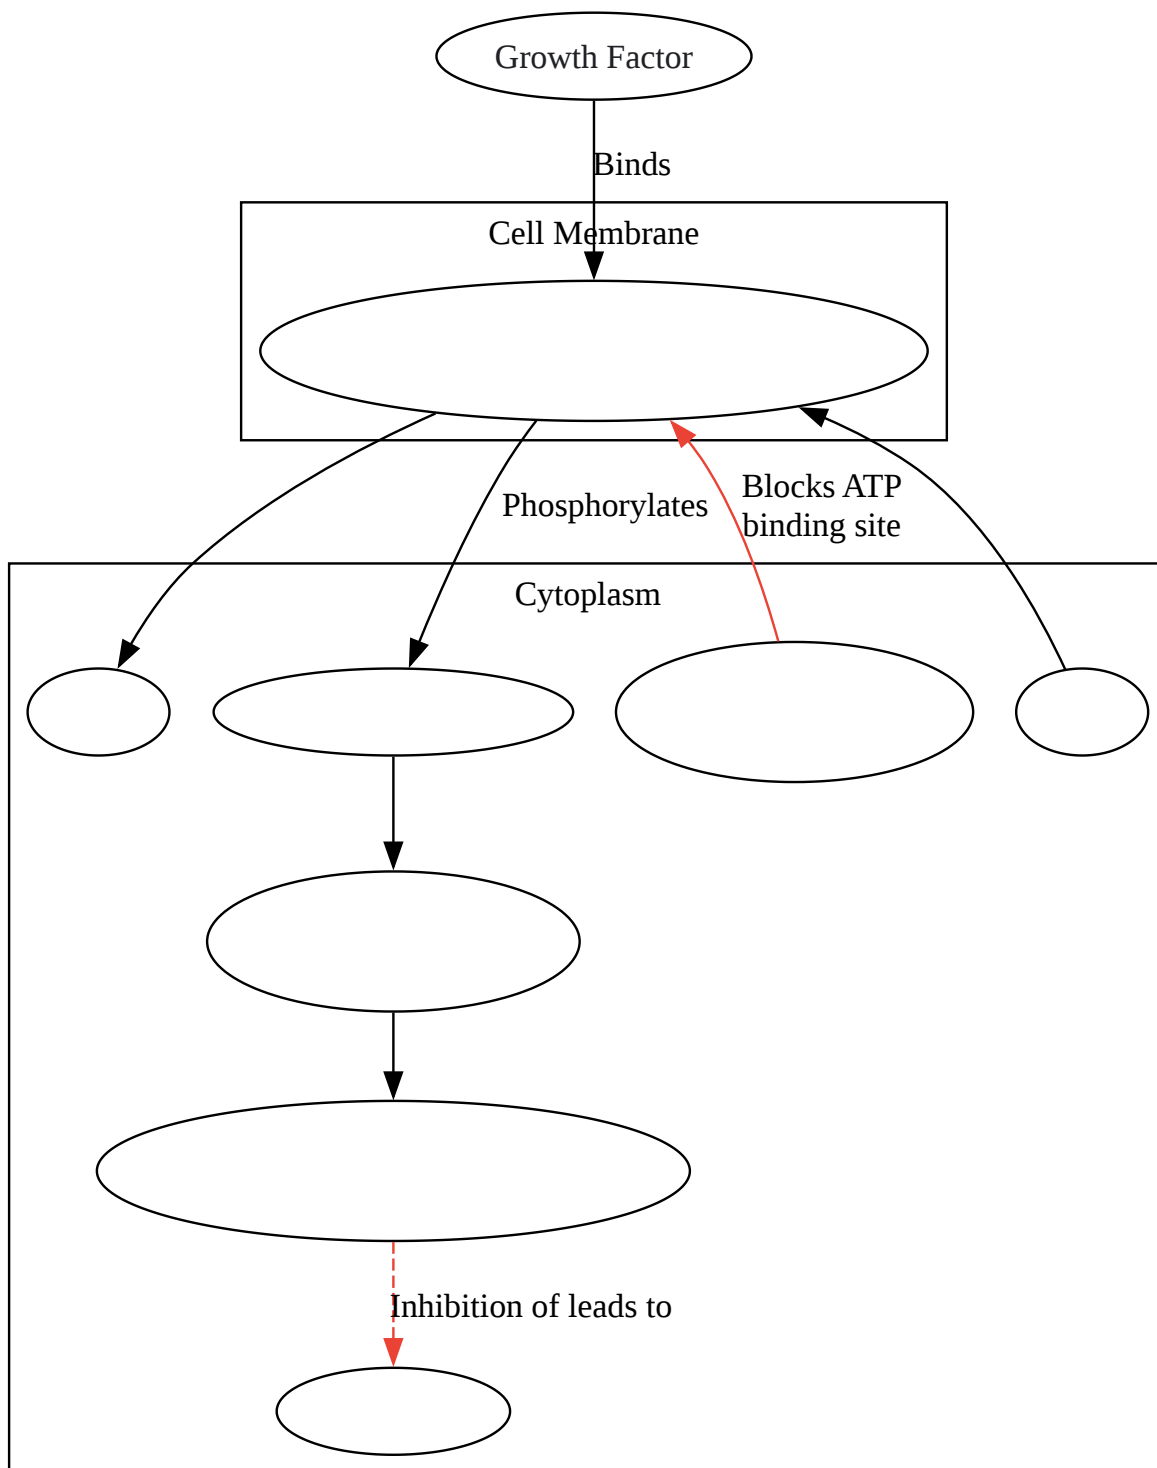 Growth Factor
Binds
Cell Membrane
Phosphorylates
Blocks ATP
binding site
Cytoplasm
Inhibition of leads to